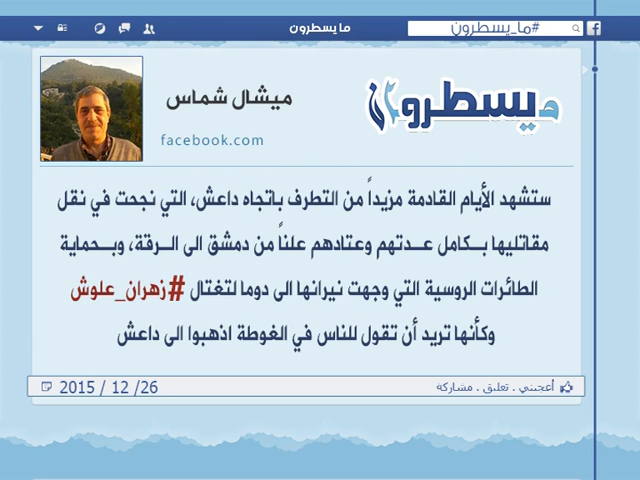 #ما_يسطرون
ما يسطرون
ما يسطرون
ميشال شماس
facebook.com
ستشهد الأيام القادمة مزيداً من التطرف باتجاه داعش، التي نجحت في نقل
مقاتليها بكامل عدتهم وعتادهم علناً من دمشق الى الرقة، وبحماية
الطائرات الروسية التي وجهت نيرانها الى دوما لتغتال #زهران_علوش
وكأنها تريد أن تقول للناس في الغوطة اذهبوا الى داعش
أعجبني . تعليق . مشاركة
2015 / 12 /26